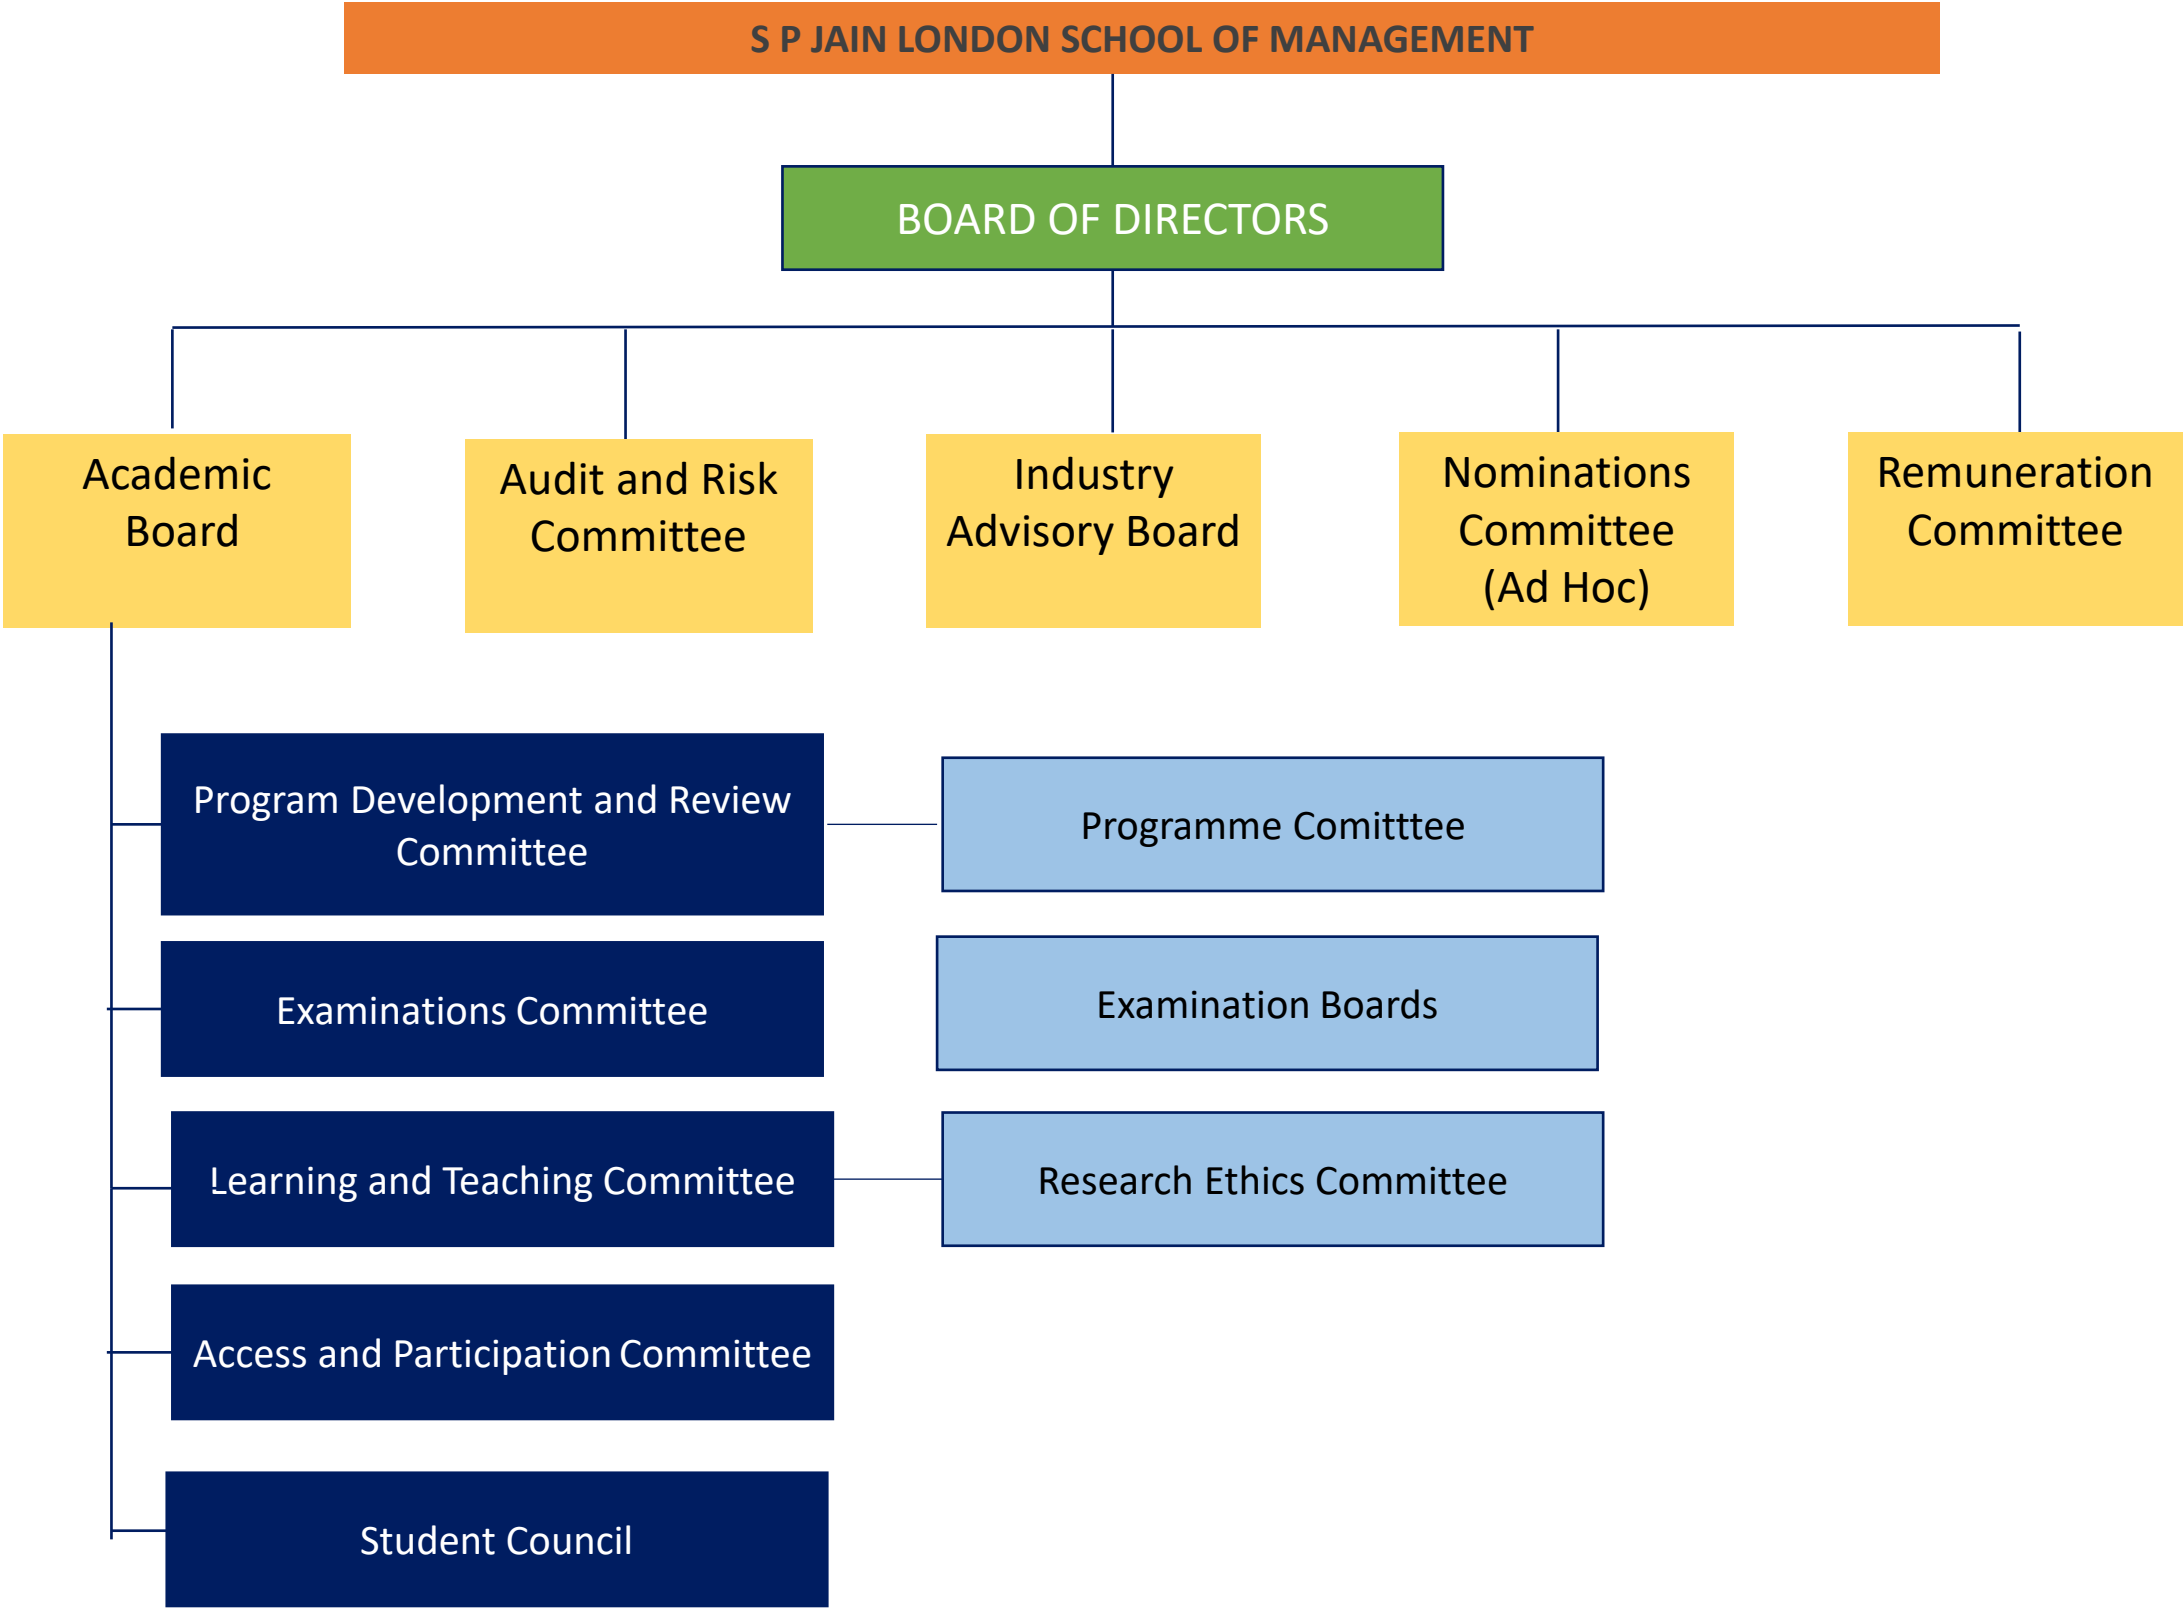 S P JAIN LONDON SCHOOL OF MANAGEMENT
BOARD OF DIRECTORS
Academic
Board
Audit and Risk
Committee
Industry
Advisory Board
Nominations
Committee
(Ad Hoc)
Remuneration
Committee
Program Development and Review
Committee
Programme Comitttee
Examinations Committee
Examination Boards
Learning and Teaching Committee
Research Ethics Committee
Access and Participation Committee
Student Council